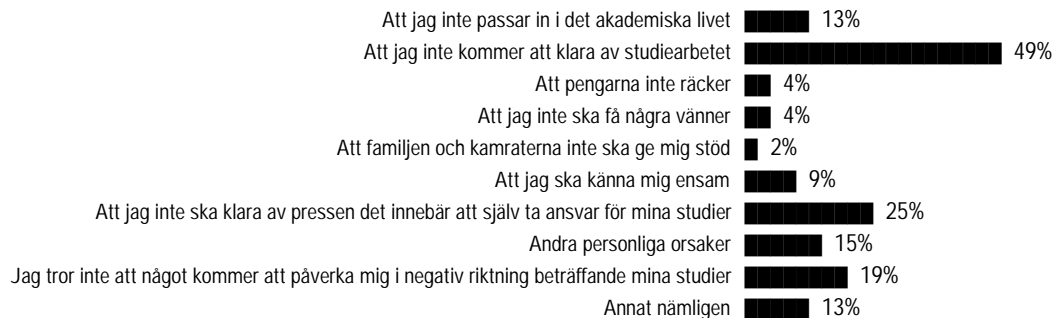 Att jag inte passar in i det akademiska livet 13%
Att jag inte kommer att klara av studiearbetet 49%
Att pengarna inte räcker 4%
Att jag inte ska få några vänner 4%
Att familjen och kamraterna inte ska ge mig stöd 2%
Att jag ska känna mig ensam 9%
Att jag inte ska klara av pressen det innebär att själv ta ansvar för mina studier 25%
Andra personliga orsaker 15%
Jag tror inte att något kommer att påverka mig i negativ riktning beträffande mina studier 19%
Annat nämligen 13%